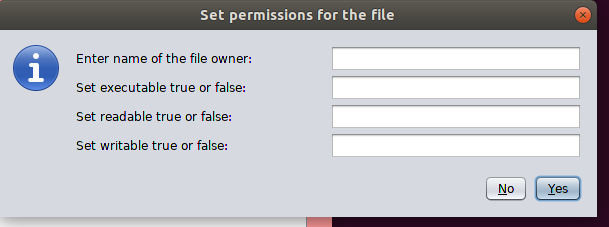 Set permissions for the file
Enter name of the file owner:
Set executable true or false:
Set readable true or false:
Set writable true or false:
No Yes